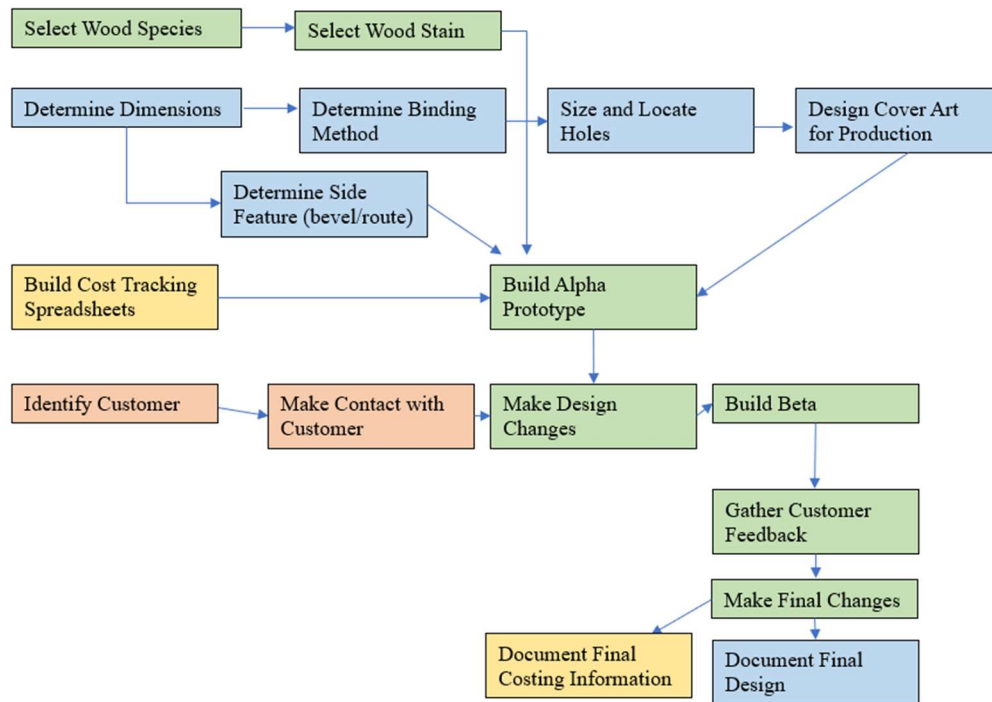 Select Wood Species
Select Wood Stain
Determine Dimensions
Determine Binding
Method
Size and Locate
Holes
Design Cover Art
for Production
Determine Side
Feature (bevel/route)
Build Cost Tracking
Spreadsheets
Build Alpha
Prototype
Identify Customer
Make Contact with
Customer
Make Design
Changes
Build Beta
Gather Customer
Feedback
Make Final Changes
Document Final
Costing Information
Document Final
Design